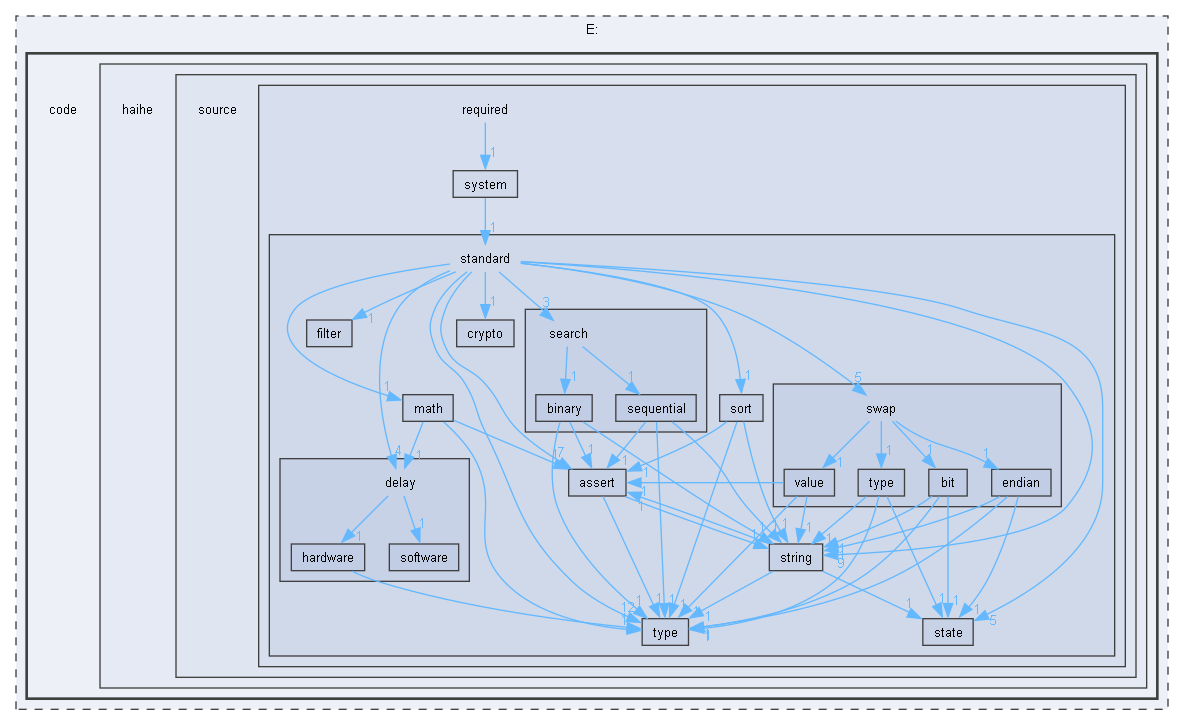 E:
code
haihe
source
required
1
system
1
standard
3
1
1
filter
crypto
search
5
1
1
1
1
math
binary
sequential
sort
swap
4
1
17
1
1
1
1
1
1
delay
assert
value
type
bit
endian
1
1
1
1
hardware
software
string
9
1
1
1
1
1
1
1
12
type
state
5
1